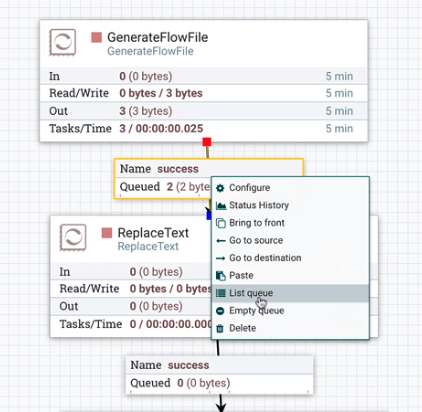 GenerateFlowFile
GenerateFlowFile
In 0 (0 bytes) 5 min
Read/Write 0 bytes / 3 bytes 5 min
Out 3 (3 bytes) 5 min
Tasks/Time 3 / 00:00:00.025 5 min
Name success
Queued 2 (2 byte
Configure
Status History
Bring to front
Go to source
Go to destination
Paste
List queue
Empty queue
Delete
ReplaceText
ReplaceText
In 0 (0 bytes)
Read/Write 0 bytes / 0 bytes
Out 0 (0 bytes)
Tasks/Time 0 / 00:00:00.000
Name success
Queued 0 (0 bytes)